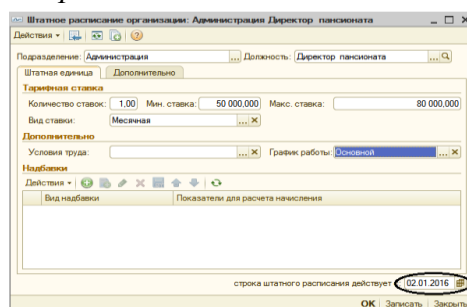 Штатное расписание организации: Администрация Директор пансионата
Действия
Подразделение: Администрация ... Должность: Директор пансионата ...
Штатная единица Дополнительно
Тарифная ставка
Количество ставок: 1,00 Мин. ставка: 50 000,000 Макс. ставка: 80 000,000
Вид ставки: Месячная ...
Дополнительно
Условия труда: ... График работы: Основной ...
Надбавки
Действия
Вид надбавки Показатели для расчета начисления
строка штатного расписания действует с 02.01.2016
OK Записать Закрыть